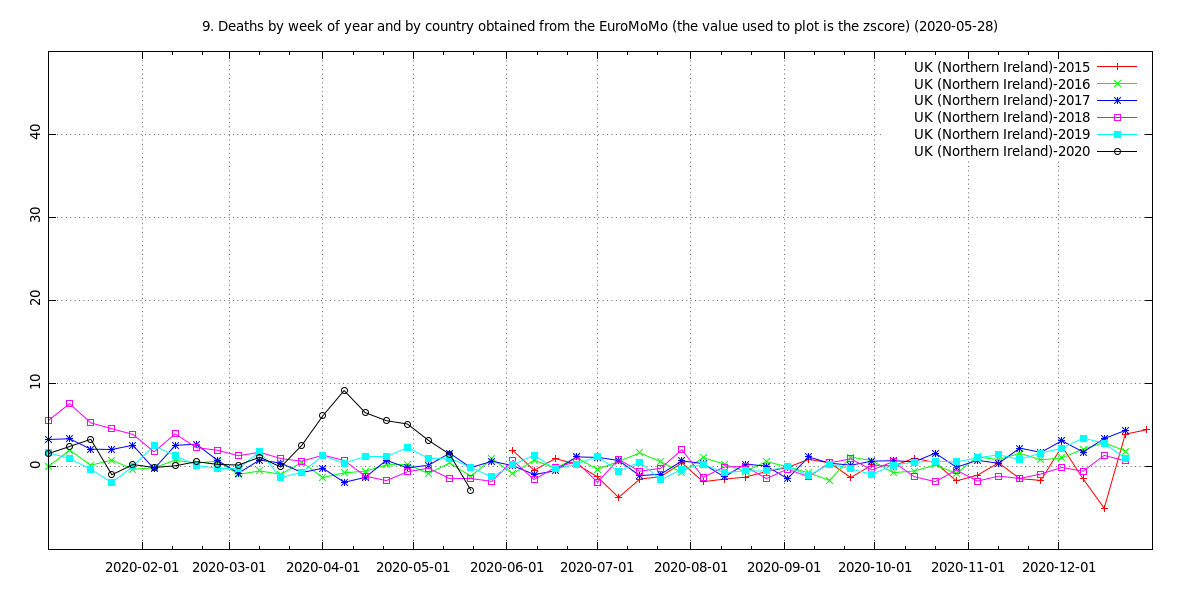 9. Deaths by week of year and by country obtained from the EuroMoMo (the value used to plot is the zscore) (2020-05-28)
UK (Northern Ireland)-2015
UK (Northern Ireland)-2016
UK (Northern Ireland)-2017
UK (Northern Ireland)-2018
UK (Northern Ireland)-2019
UK (Northern Ireland)-2020
40
30
20
10
0
2020-02-01 2020-03-01 2020-04-01 2020-05-01 2020-06-01 2020-07-01 2020-08-01 2020-09-01 2020-10-01 2020-11-01 2020-12-01